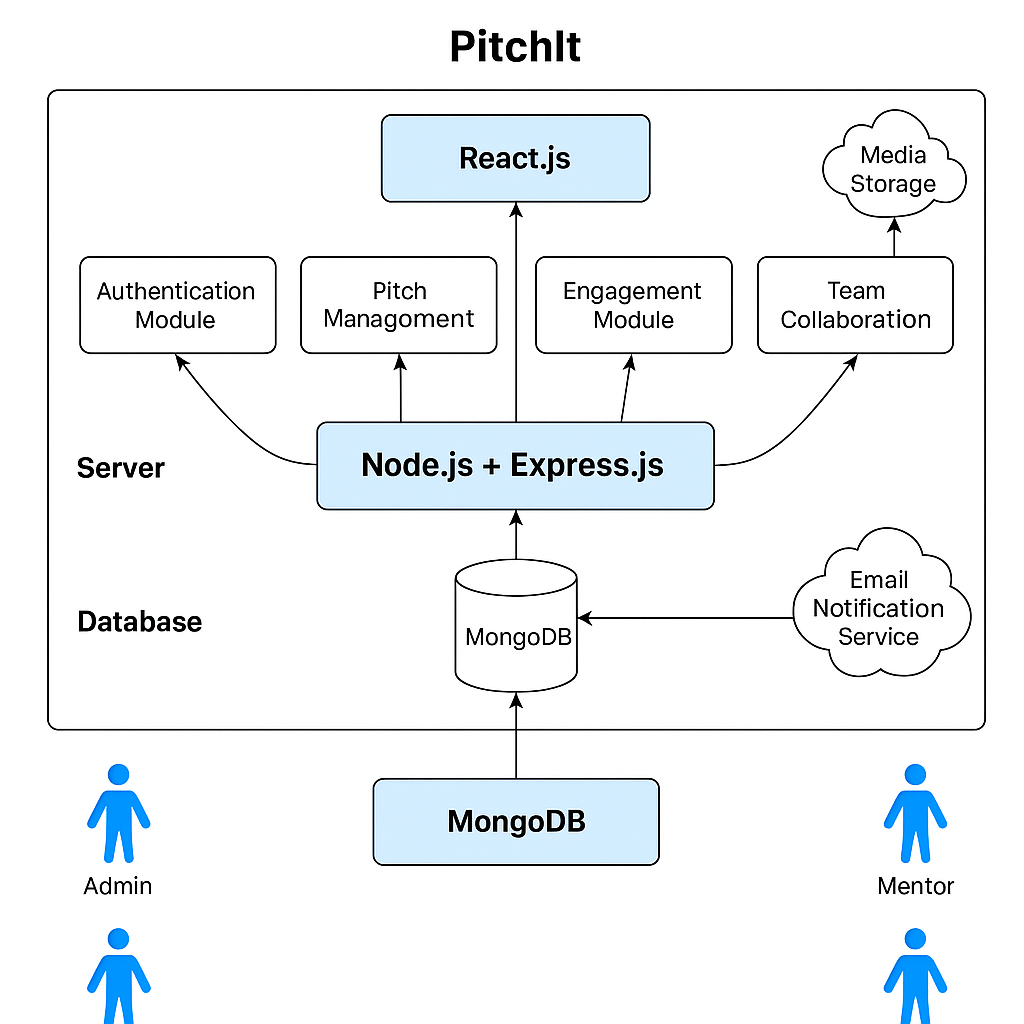 PitchIt
React.js
Media
Storage
Authentication
Module
Pitch
Managoment
Engagement
Module
Team
Collaboration
Server
Node.js + Express.js
Database
MongoDB
Email
Notification
Service
MongoDB
Admin
Mentor